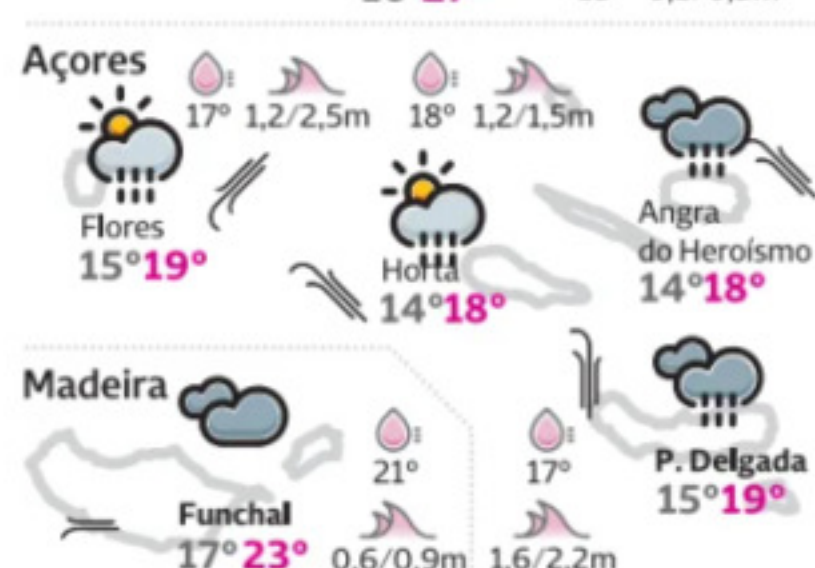 Açores
17° 1,2/2,5m
18° 1,2/1,5m
Flores
15° 19°
Horta
14° 18°
Angra
do Heroísmo
14° 18°
Madeira
21°
0,6/0,9m
Funchal
17° 23°
17°
1,6/2,2m
P. Delgada
15° 19°